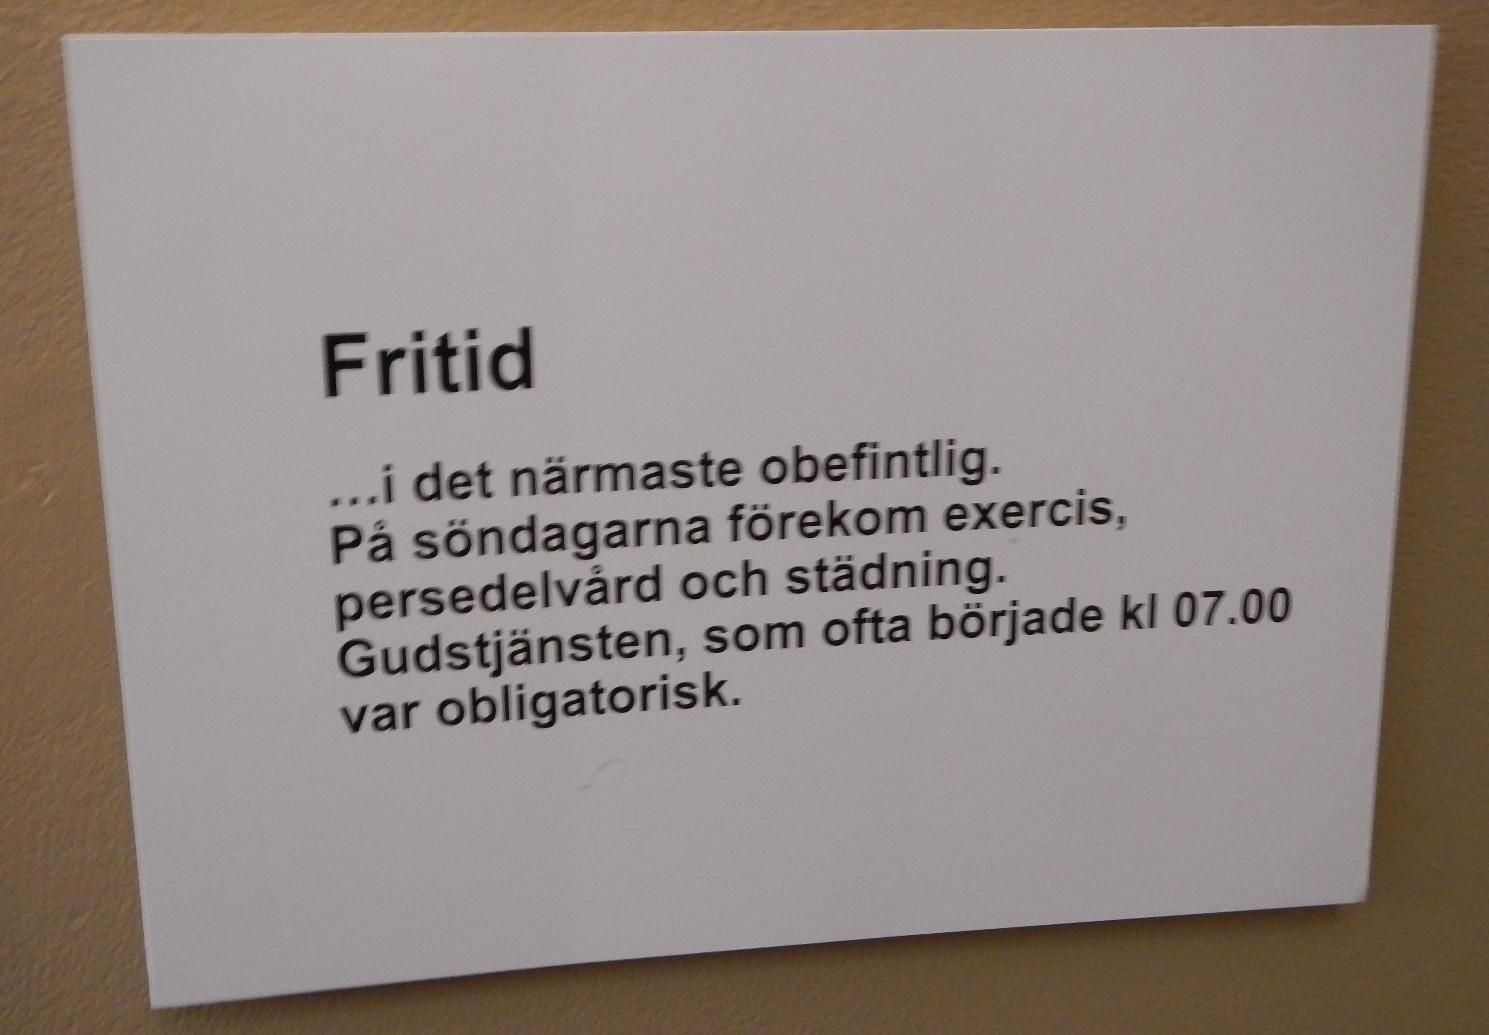 Fritid
...i det närmaste obefintlig.
På söndagarna förekom exercis,
persedelvård och städning.
Gudstjänsten, som ofta började kl 07.00
var obligatorisk.